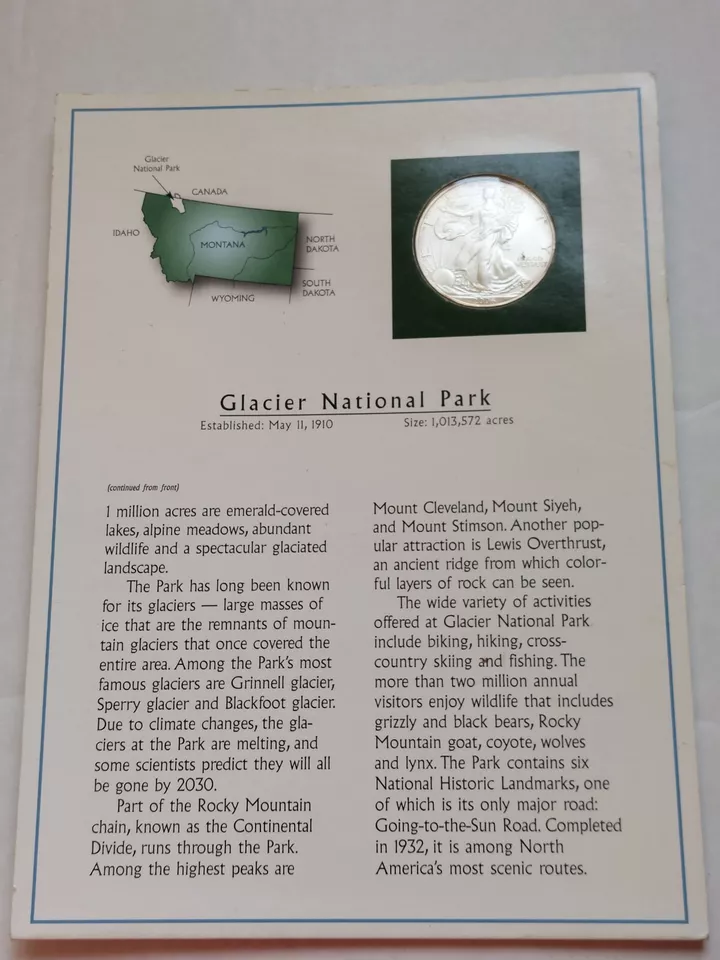 Glacier
National Park
CANADA
IDAHO
MONTANA
NORTH
DAKOTA
SOUTH
DAKOTA
WYOMING
Glacier National Park
Established: May 11, 1910
Size: 1,013,572 acres
(continued from front)
1 million acres are emerald-covered
lakes, alpine meadows, abundant
wildlife and a spectacular glaciated
landscape.
The Park has long been known
for its glaciers — large masses of
ice that are the remnants of moun-
tain glaciers that once covered the
entire area. Among the Park's most
famous glaciers are Grinnell glacier,
Sperry glacier and Blackfoot glacier.
Due to climate changes, the gla-
ciers at the Park are melting, and
some scientists predict they will all
be gone by 2030.
Part of the Rocky Mountain
chain, known as the Continental
Divide, runs through the Park.
Among the highest peaks are
Mount Cleveland, Mount Siyeh,
and Mount Stimson. Another pop-
ular attraction is Lewis Overthrust,
an ancient ridge from which color-
ful layers of rock can be seen.
The wide variety of activities
offered at Glacier National Park
include biking, hiking, cross-
country skiing and fishing. The
more than two million annual
visitors enjoy wildlife that includes
grizzly and black bears, Rocky
Mountain goat, coyote, wolves
and lynx. The Park contains six
National Historic Landmarks, one
of which is its only major road:
Going-to-the-Sun Road. Completed
in 1932, it is among North
America's most scenic routes.